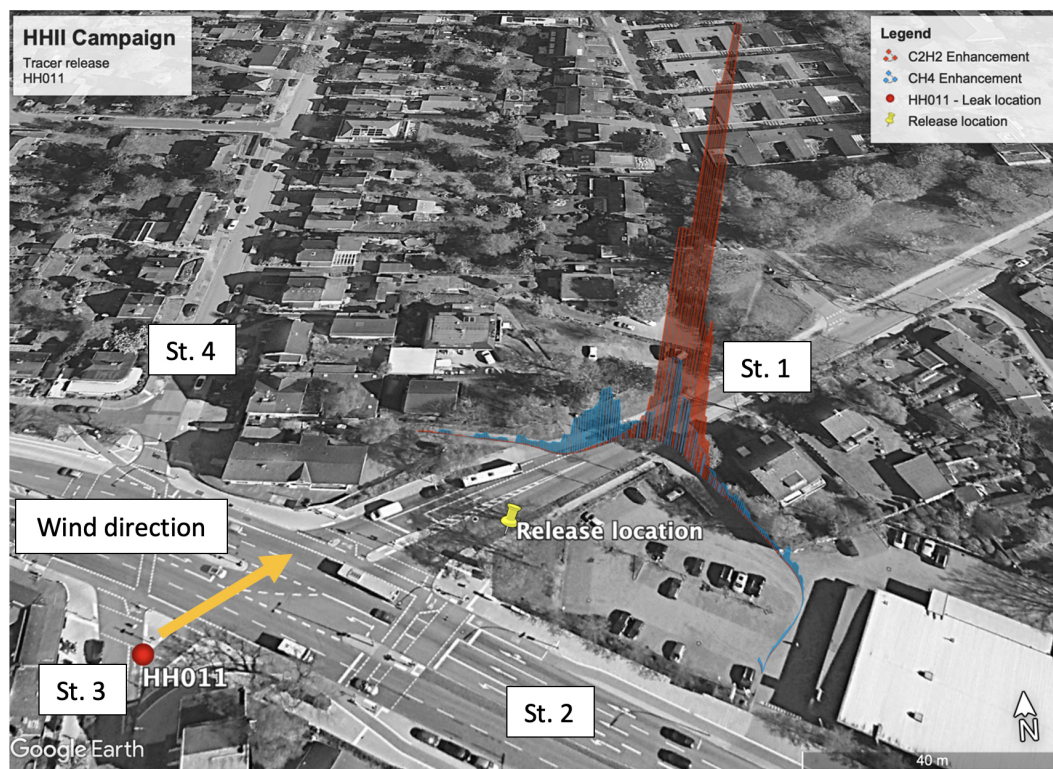 HHII Campaign
Tracer release
HH011
Legend
C2H2 Enhancement
CH4 Enhancement
HH011 - Leak location
Release location
St. 4
St. 1
Wind direction
Release location
HH011
St. 3
St. 2
N
Google Earth
40 m